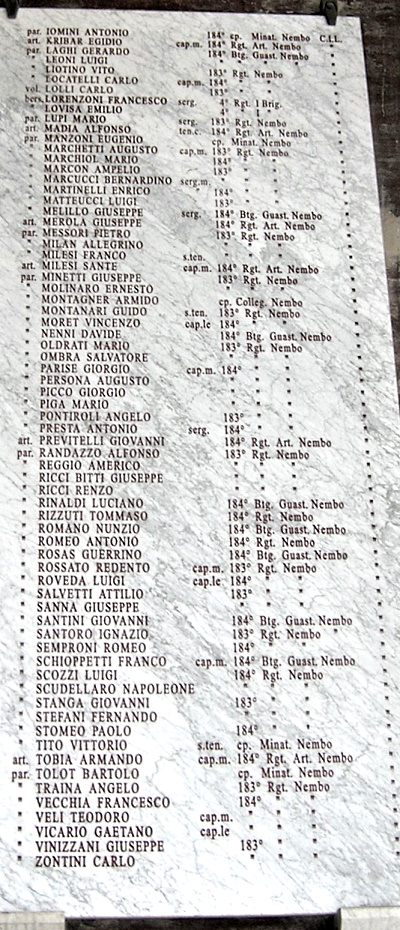 par. IOMINI ANTONIO 184° cp. Minat. Nembo C.I.L.
art. KRIBAR EGIDIO cap.m. 184° Rgt. Art. Nembo "
par. LAGHI GERARDO " 184° Btg. Guast. Nembo "
" LEONI LUIGI " " " "
" LIOTINO VITO 183° Rgt. Nembo "
" LOCATELLI CARLO cap.m. 184° " " "
vol. LOLLI CARLO 183° " " "
bers. LORENZONI FRANCESCO serg. 4° Rgt. 1 Brig. "
" LOVISA EMILIO 4° " " "
par. LUPI MARIO serg. 183° Rgt. Nembo "
art. MADIA ALFONSO ten.c. 184° Rgt. Art. Nembo "
par. MANZONI EUGENIO cp. Minat. Nembo "
" MARCHETTI AUGUSTO cap.m. 183° Rgt. Nembo "
" MARCHIOL MARIO 184° " " "
" MARCON AMPELIO 183° " " "
" MARCUCCI BERNARDINO serg.m. " " " "
" MARTINELLI ENRICO 184° " " "
" MATTEUCCI LUIGI 183° " " "
" MELILLO GIUSEPPE serg. 184° Btg. Guast. Nembo "
art. MEROLA GIUSEPPE 184° Rgt. Art. Nembo "
par. MESSORI PIETRO 183° Rgt. Nembo "
" MILAN ALLEGRINO " " " "
" MILESI FRANCO s.ten. " " " "
art. MILESI SANTE cap.m. 184° Rgt. Art. Nembo "
par. MINETTI GIUSEPPE 183° Rgt. Nembo "
" MOLINARO ERNESTO " " " "
" MONTAGNER ARMIDO cp. Colleg. Nembo "
" MONTANARI GUIDO s.ten. 183° Rgt. Nembo "
" MORET VINCENZO cap.le 184° " " "
" NENNI DAVIDE 184° Btg. Guast. Nembo "
" OLDRATI MARIO 183° Rgt. Nembo "
" OMBRA SALVATORE " " " "
" PARISE GIORGIO cap.m. 184° " " "
" PERSONA AUGUSTO " " " "
" PICCO GIORGIO " " " "
" PIGA MARIO " " " "
" PONTIROLI ANGELO 183° " " "
" PRESTA ANTONIO serg. 184° " " "
art. PREVITELLI GIOVANNI 184° Rgt. Art. Nembo "
par. RANDAZZO ALFONSO 183° Rgt. Nembo "
" REGGIO AMERICO " " " "
" RICCI BITTI GIUSEPPE " " " "
" RICCI RENZO " " " "
" RINALDI LUCIANO 184° Btg. Guast. Nembo "
" RIZZUTI TOMMASO 184° Rgt. Nembo "
" ROMANO NUNZIO 184° Btg. Guast. Nembo "
" ROMEO ANTONIO 184° Rgt. Nembo "
" ROSAS GUERRINO 184° Btg. Guast. Nembo "
" ROSSATO REDENTO cap.m. 183° Rgt. Nembo "
" ROVEDA LUIGI cap.le 184° " " "
" SALVETTI ATTILIO 183° " " "
" SANNA GIUSEPPE " " " "
" SANTINI GIOVANNI 184° Btg. Guast. Nembo "
" SANTORO IGNAZIO 183° Rgt. Nembo "
" SEMPRONI ROMEO 184° " " "
" SCHIOPPETTI FRANCO cap.m. 184° Btg. Guast. Nembo "
" SCOZZI LUIGI 184° Rgt. Nembo "
" SCUDELLARO NAPOLEONE " " " "
" STANGA GIOVANNI 183° " " "
" STEFANI FERNANDO " " " "
" STOMEO PAOLO 184° " " "
" TITO VITTORIO s.ten. cp. Minat. Nembo "
art. TOBIA ARMANDO cap.m. 184° Rgt. Art. Nembo "
par. TOLOT BARTOLO cp. Minat. Nembo "
" TRAINA ANGELO 183° Rgt. Nembo "
" VECCHIA FRANCESCO 184° " " "
" VELI TEODORO cap.m. " " " "
" VICARIO GAETANO cap.le " " " "
" VINIZZANI GIUSEPPE 183° " " "
" ZONTINI CARLO " " " "